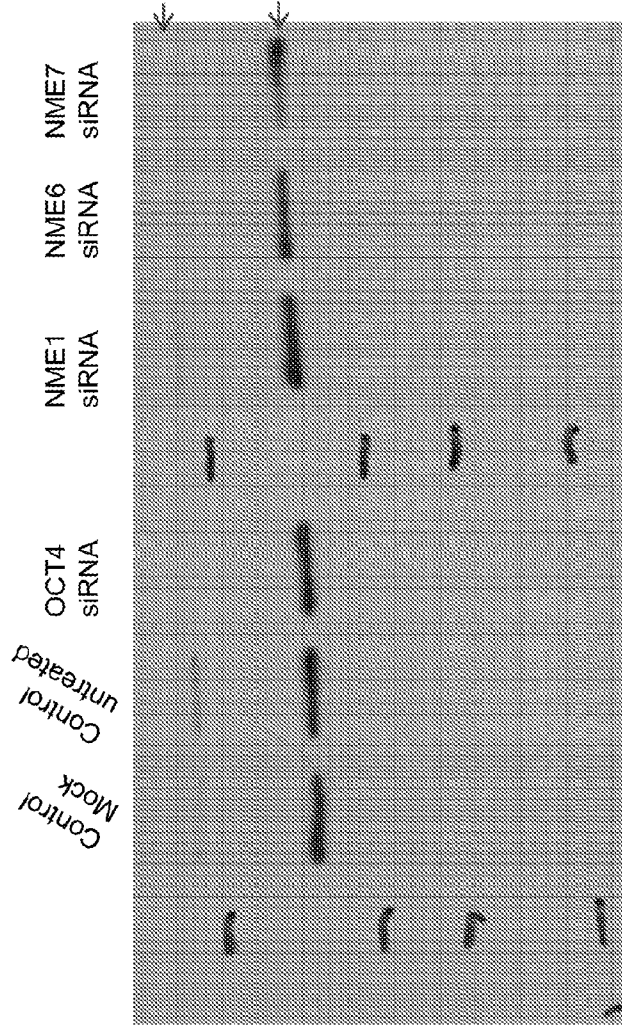 NME7
siRNA
NME6
siRNA
NME1
siRNA
OCT4
siRNA
Control
untreated
Control
Mock